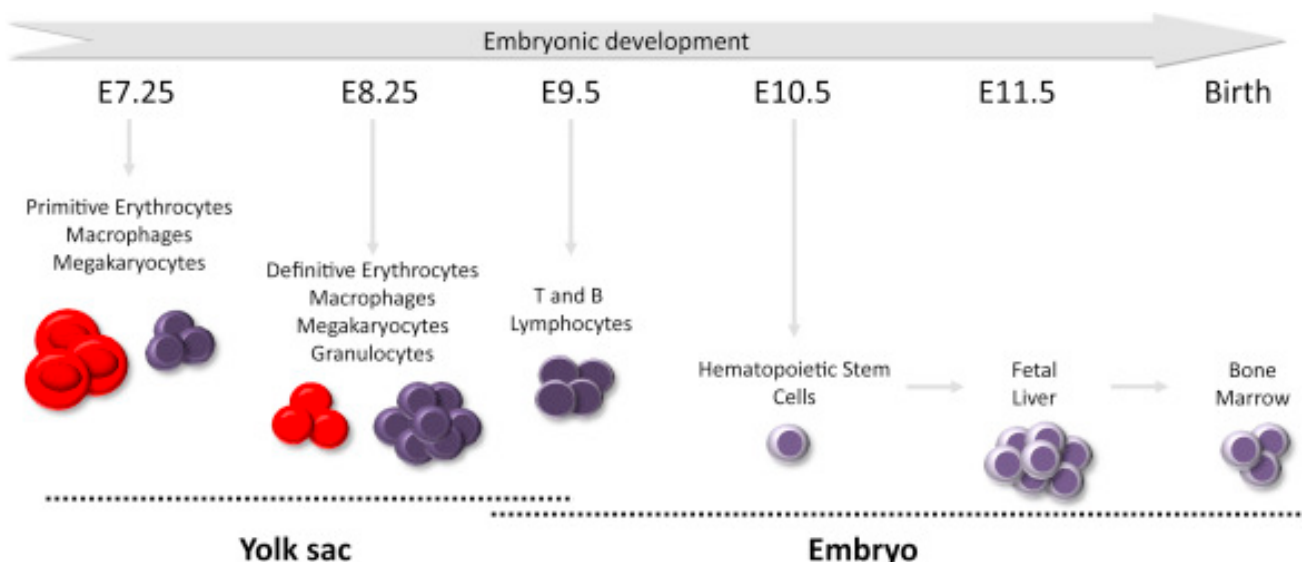 Embryonic development
E7.25 E8.25 E9.5 E10.5 E11.5 Birth
Primitive Erythrocytes
Macrophages
Megakaryocytes
Definitive Erythrocytes
Macrophages
Megakaryocytes
Granulocytes
T and B
Lymphocytes
Hematopoietic Stem
Cells
Fetal
Liver
Bone
Marrow
Yolk sac
Embryo